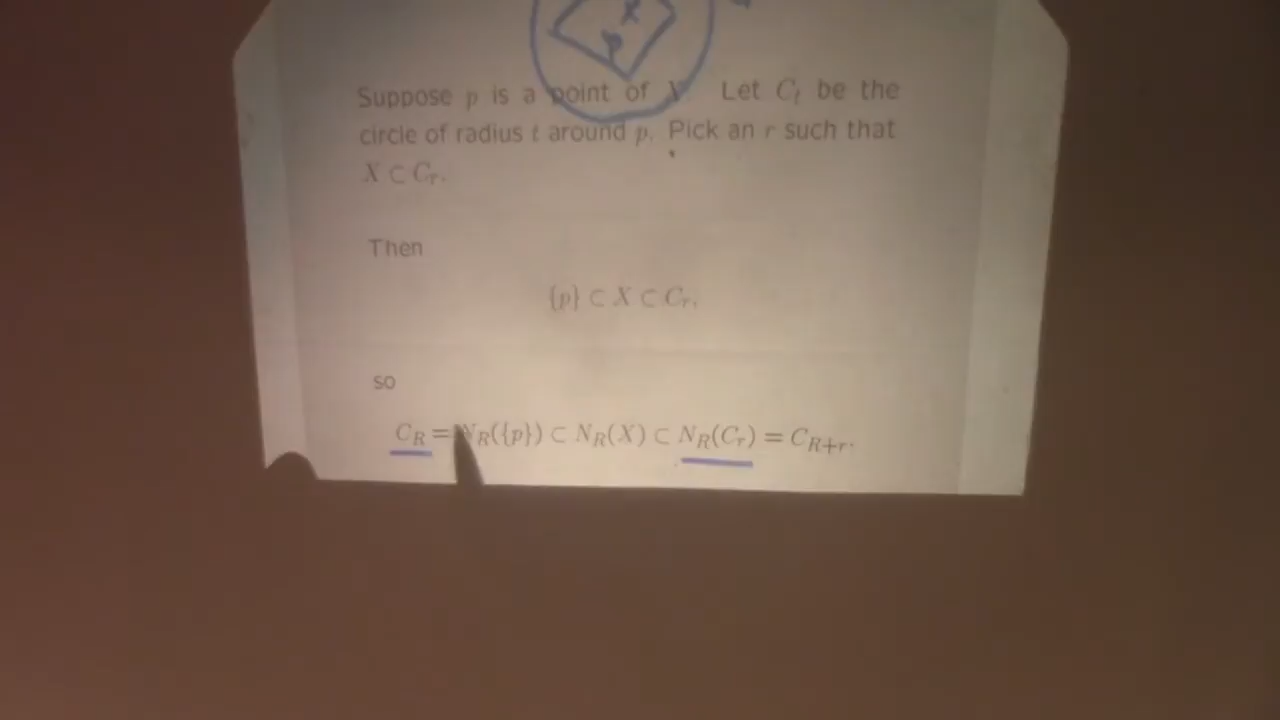 X
p
Suppose p is a point of X. Let C_t be the
circle of radius t around p. Pick an r such that
X ⊂ C_r.
Then
{p} ⊂ X ⊂ C_r,
so
C_R = N_R({p}) ⊂ N_R(X) ⊂ N_R(C_r) = C_{R+r}.